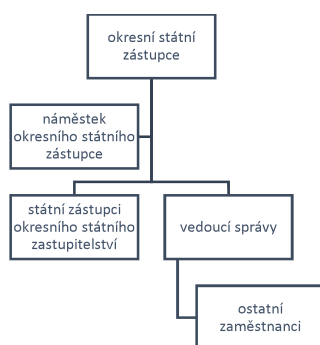 okresní státní
zástupce
náměstek
okresního státního
zástupce
státní zástupci
okresního státního
zastupitelství
vedoucí správy
ostatní
zaměstnanci